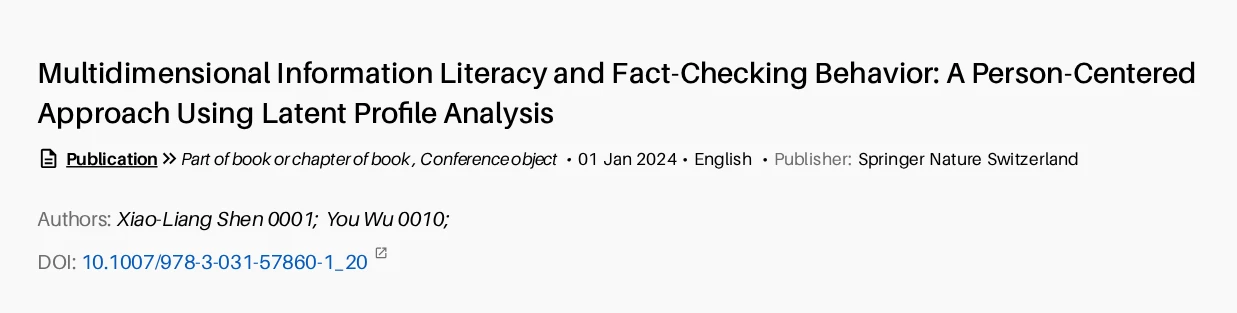 Multidimensional Information Literacy and Fact-Checking Behavior: A Person-Centered
Approach Using Latent Profile Analysis
Publication » Part of book or chapter of book , Conference object • 01 Jan 2024 • English • Publisher: Springer Nature Switzerland
Authors: Xiao-Liang Shen 0001; You Wu 0010;
DOI: 10.1007/978-3-031-57860-1_20